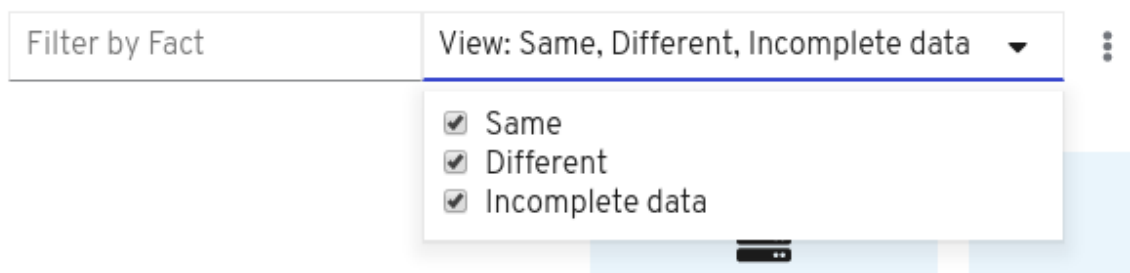 Filter by Fact
View: Same, Different, Incomplete data
Same
Different
Incomplete data